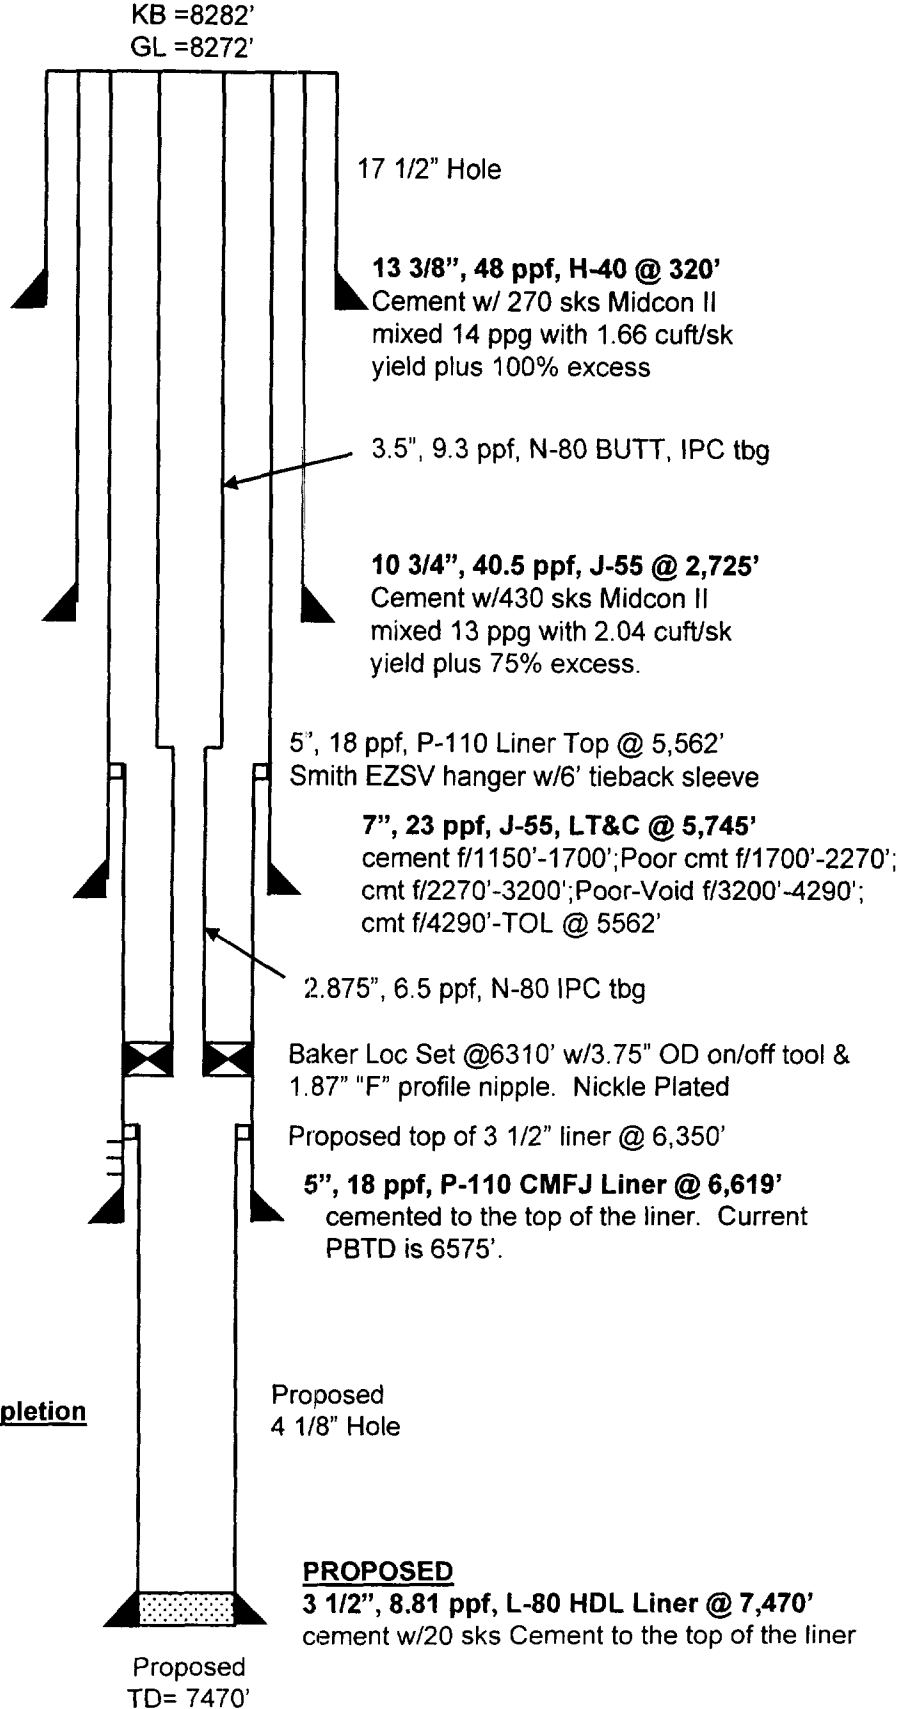 KB =8282'
GL =8272'
17 1/2" Hole
13 3/8", 48 ppf, H-40 @ 320'
Cement w/ 270 sks Midcon II
mixed 14 ppg with 1.66 cuft/sk
yield plus 100% excess
3.5", 9.3 ppf, N-80 BUTT, IPC tbg
10 3/4", 40.5 ppf, J-55 @ 2,725'
Cement w/430 sks Midcon II
mixed 13 ppg with 2.04 cuft/sk
yield plus 75% excess.
5", 18 ppf, P-110 Liner Top @ 5,562'
Smith EZSV hanger w/6' tieback sleeve
7", 23 ppf, J-55, LT&C @ 5,745'
cement f/1150'-1700';Poor cmt f/1700'-2270';
cmt f/2270'-3200';Poor-Void f/3200'-4290';
cmt f/4290'-TOL @ 5562'
2.875", 6.5 ppf, N-80 IPC tbg
Baker Loc Set @6310' w/3.75" OD on/off tool &
1.87" "F" profile nipple.  Nickle Plated
Proposed top of 3 1/2" liner @ 6,350'
5", 18 ppf, P-110 CMFJ Liner @ 6,619'
cemented to the top of the liner.  Current
PBTD is 6575'.
pletion
Proposed
4 1/8" Hole
PROPOSED
3 1/2", 8.81 ppf, L-80 HDL Liner @ 7,470'
cement w/20 sks Cement to the top of the liner
Proposed
TD= 7470'